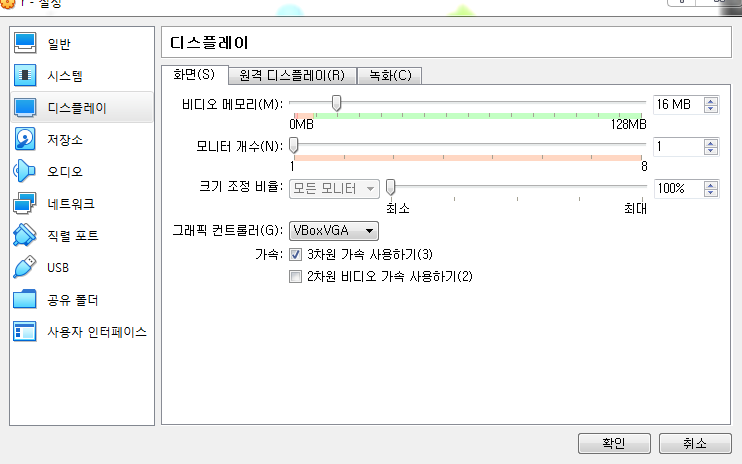 설정
일반
시스템
디스플레이
저장소
오디오
네트워크
직렬 포트
USB
공유 폴더
사용자 인터페이스
디스플레이
화면(S) 원격 디스플레이(R) 녹화(C)
비디오 메모리(M): 16 MB
0MB 128MB
모니터 개수(N): 1
1 8
크기 조정 비율: 모든 모니터 100%
최소 최대
그래픽 컨트롤러(G): VBoxVGA
가속: 3차원 가속 사용하기(3)
2차원 비디오 가속 사용하기(2)
확인 취소